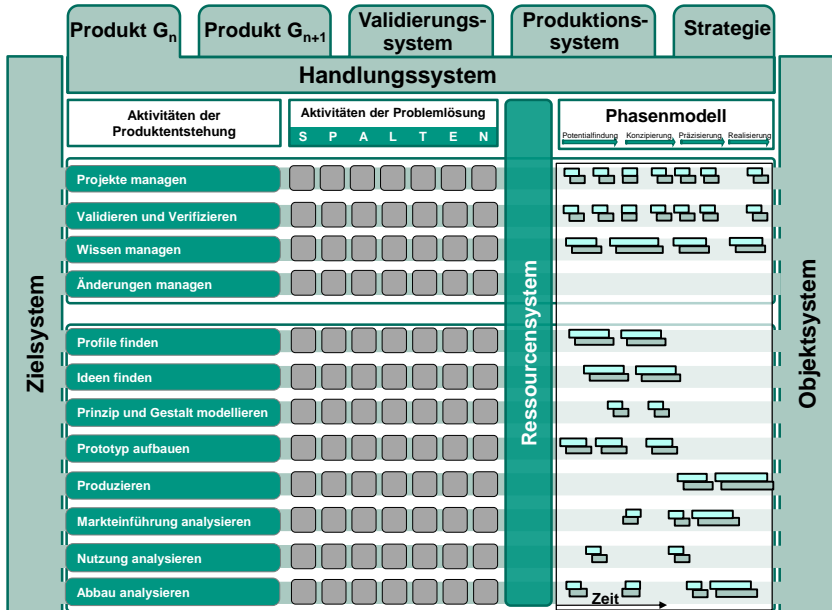 Produkt Gn
Produkt Gn+1
Validierungs-
system
Produktions-
system
Strategie
Handlungssystem
Zielsystem
Aktivitäten der
Produktentstehung
Aktivitäten der Problemlösung
S P A L T E N
Ressourcensystem
Phasenmodell
Potentialfindung Konzipierung Präzisierung Realisierung
Objektsystem
Projekte managen
Validieren und Verifizieren
Wissen managen
Änderungen managen
Profile finden
Ideen finden
Prinzip und Gestalt modellieren
Prototyp aufbauen
Produzieren
Markteinführung analysieren
Nutzung analysieren
Abbau analysieren
Zeit